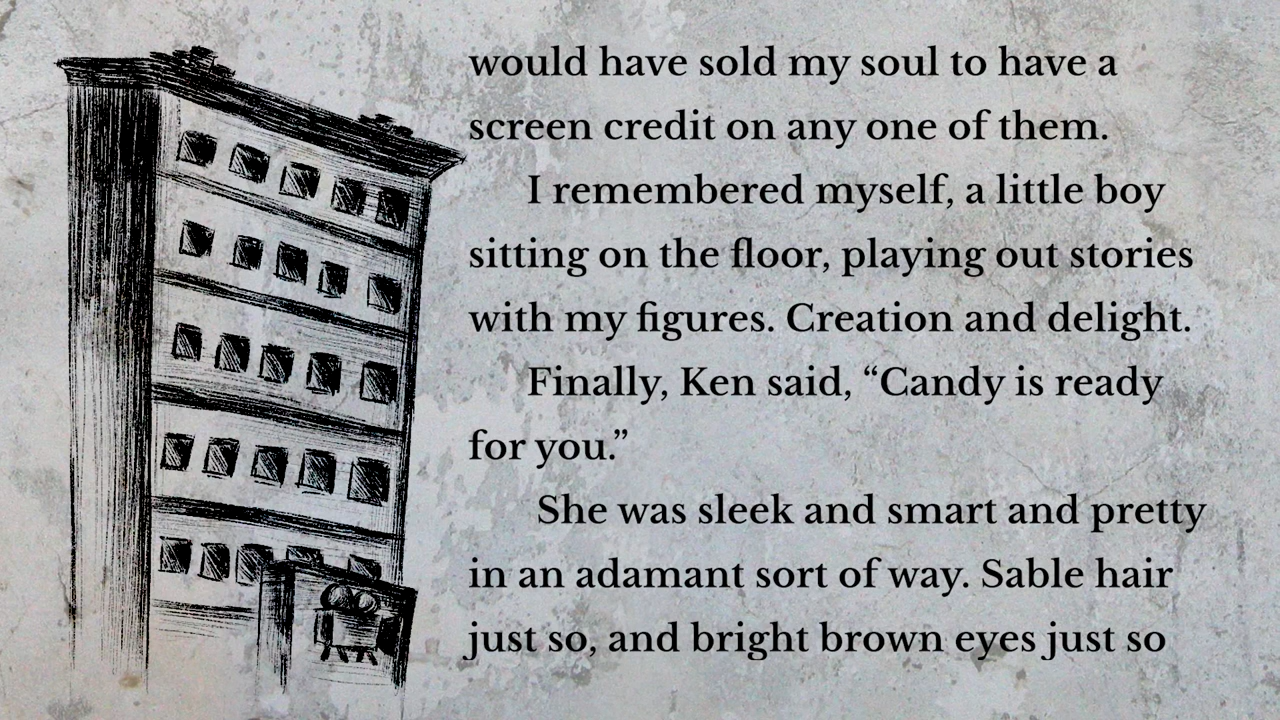 would have sold my soul to have a
screen credit on any one of them.
I remembered myself, a little boy
sitting on the floor, playing out stories
with my figures. Creation and delight.
Finally, Ken said, “Candy is ready
for you.”
She was sleek and smart and pretty
in an adamant sort of way. Sable hair
just so, and bright brown eyes just so